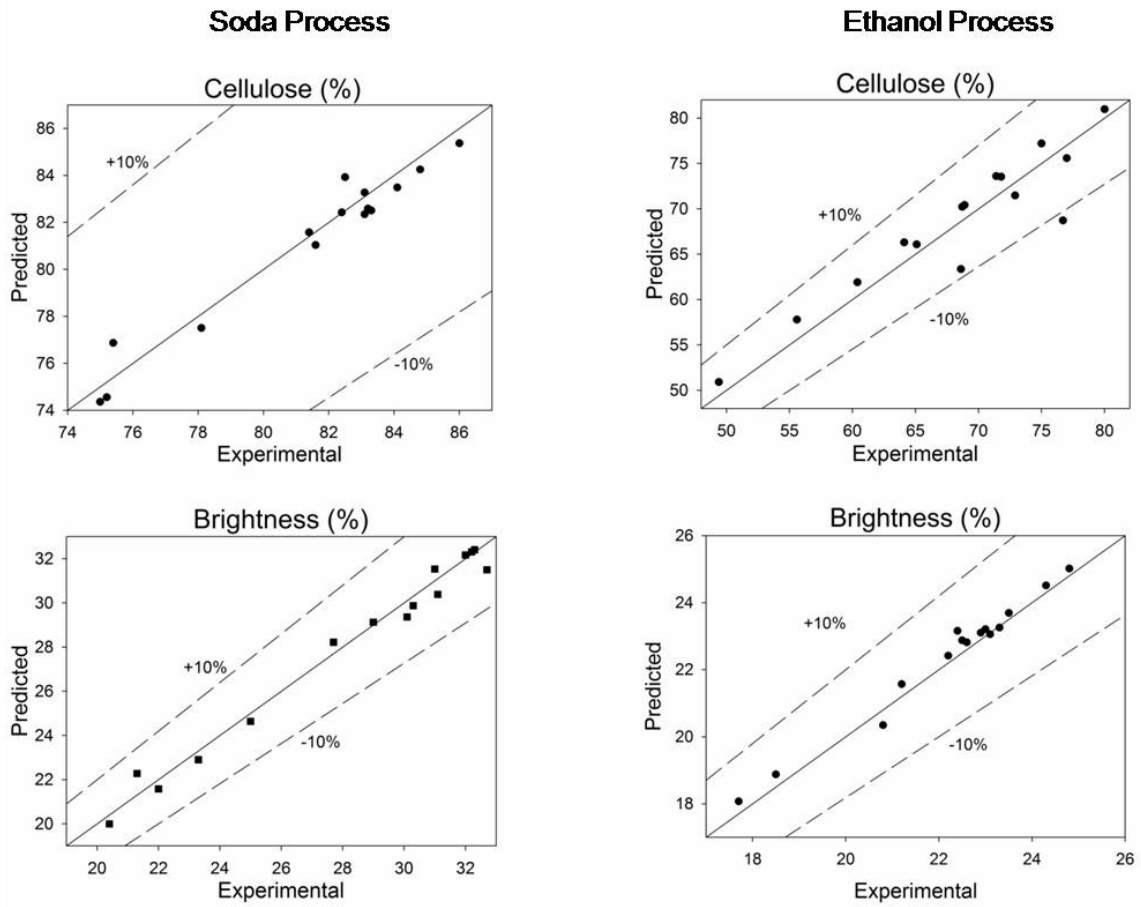 Soda Process
Ethanol Process
Cellulose (%)
86
84
82
80
78
76
74
Predicted
+10%
-10%
74 76 78 80 82 84 86
Experimental
Cellulose (%)
80
75
70
65
60
55
50
Predicted
+10%
-10%
50 55 60 65 70 75 80
Experimental
Brightness (%)
32
30
28
26
24
22
20
Predicted
+10%
-10%
20 22 24 26 28 30 32
Experimental
Brightness (%)
26
24
22
20
18
Predicted
+10%
-10%
18 20 22 24 26
Experimental